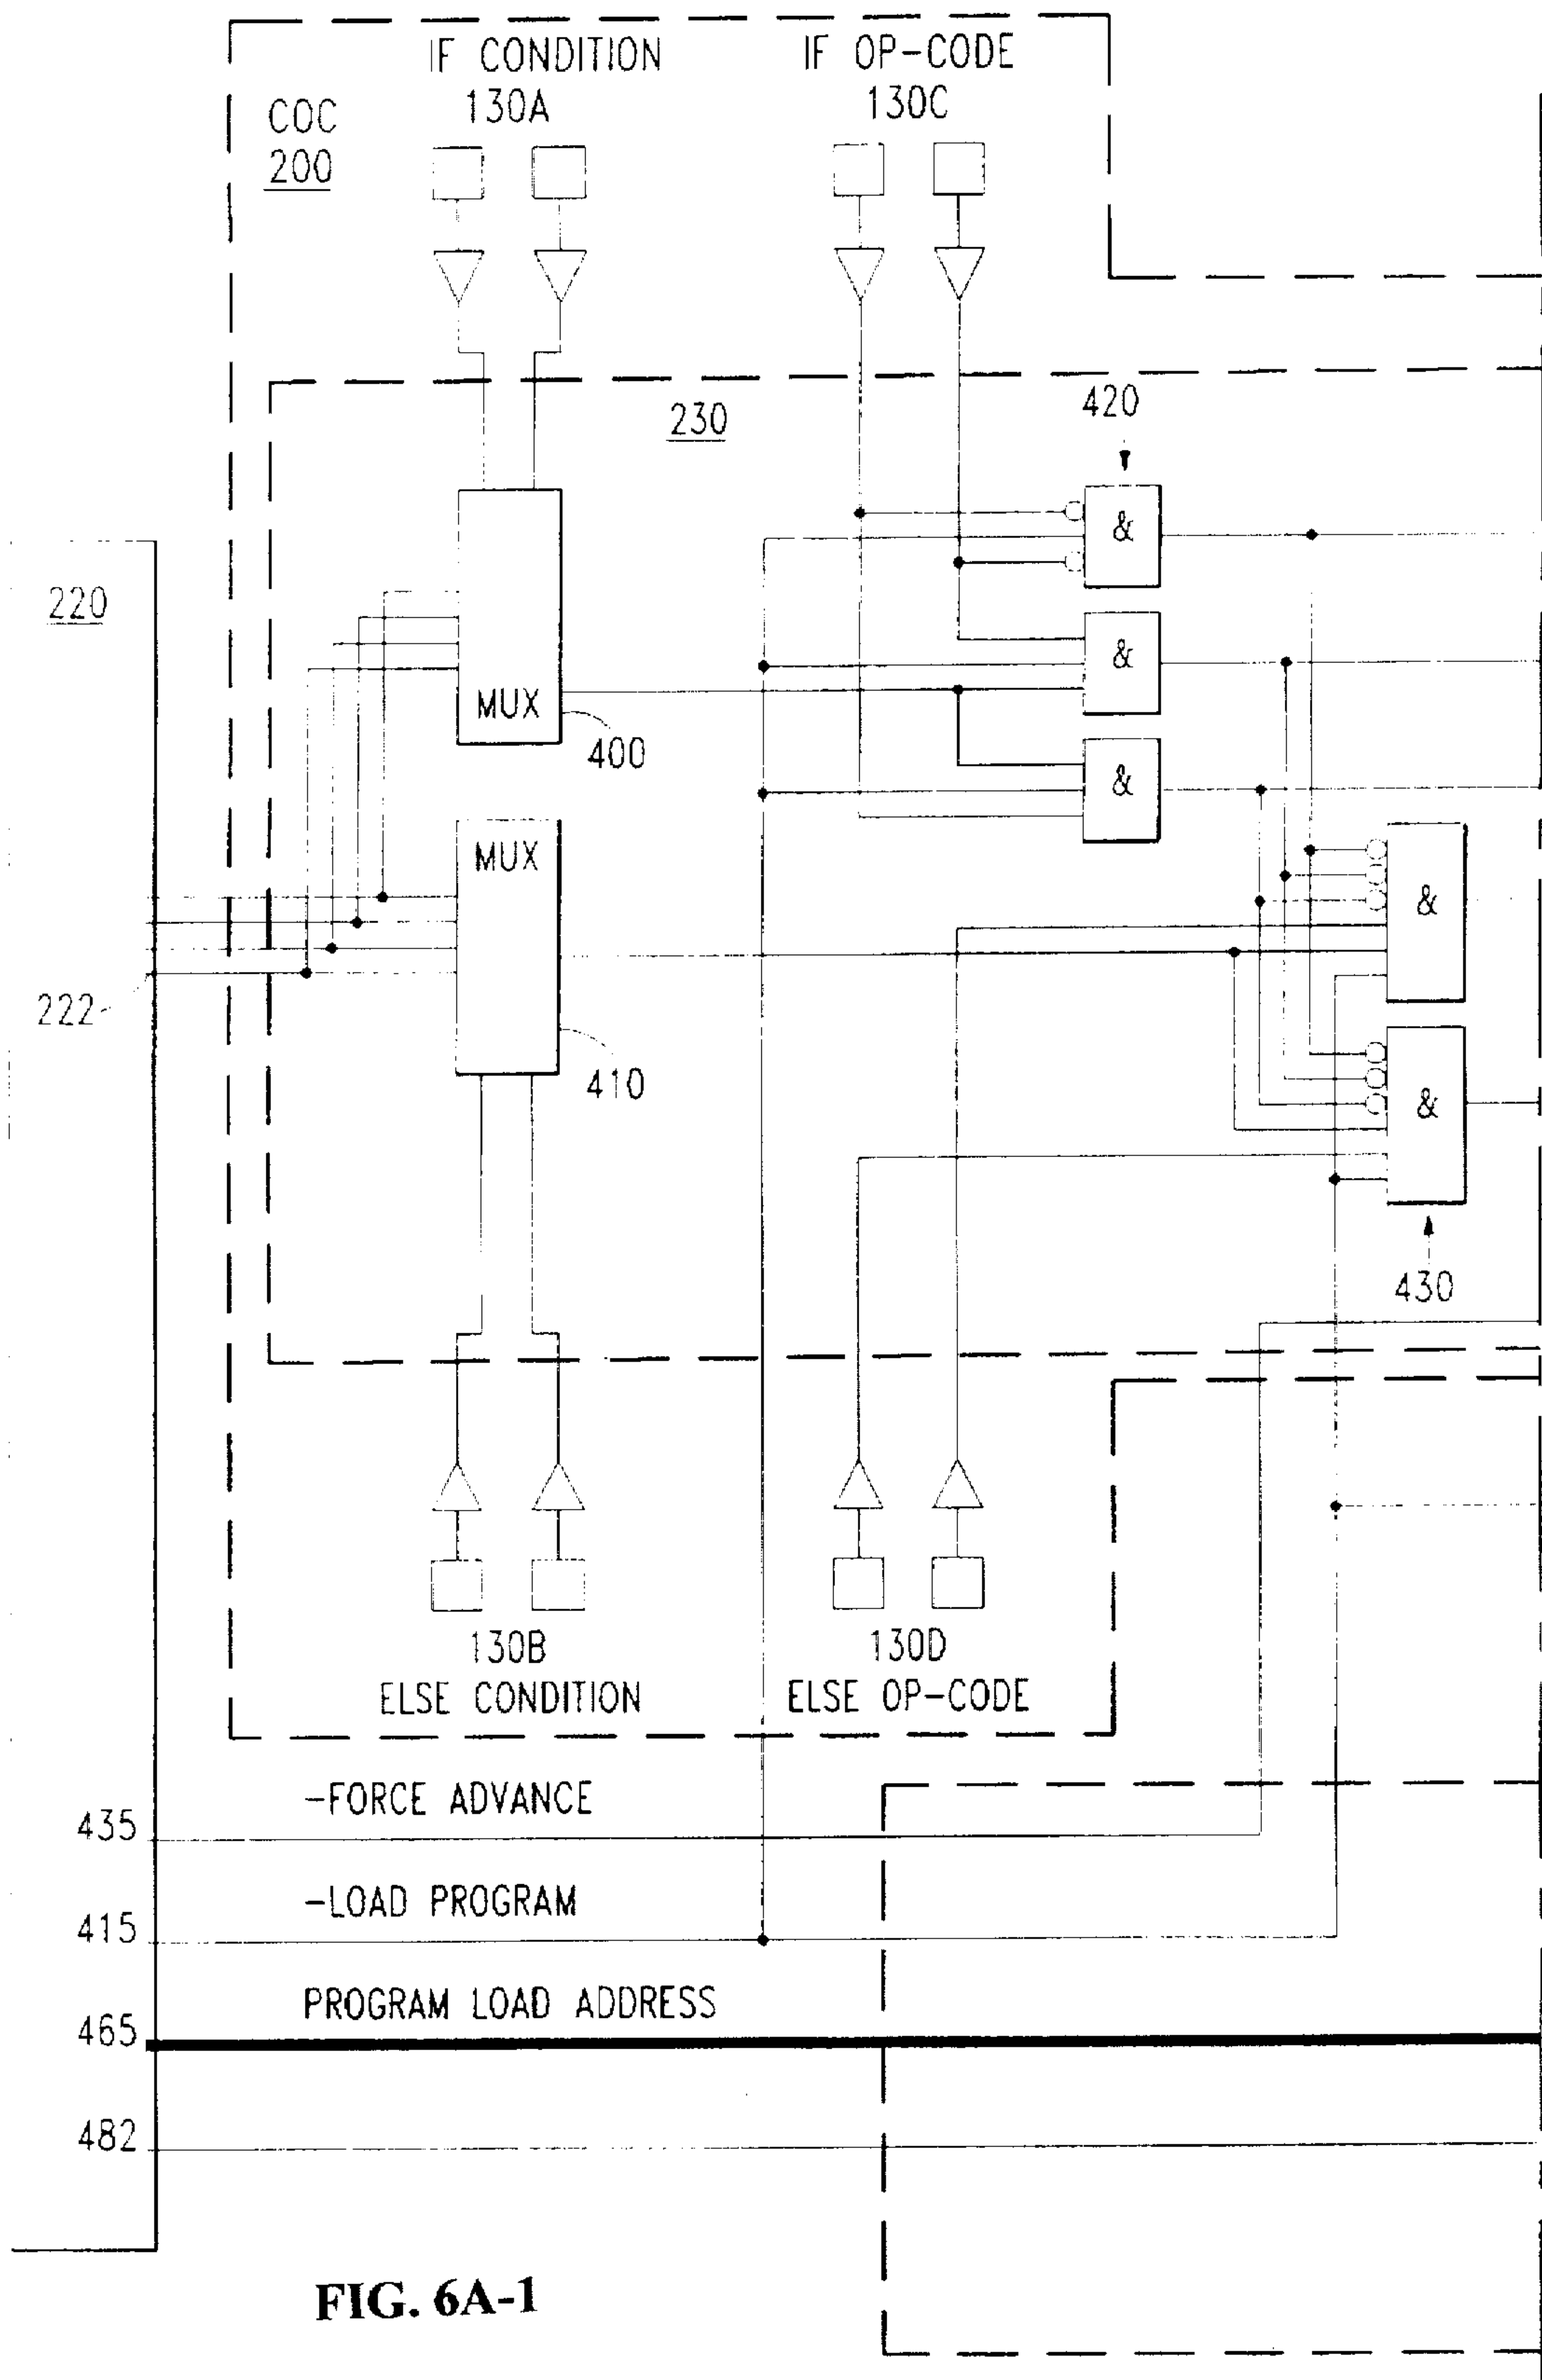 IF CONDITION
130A
IF OP-CODE
130C
COC
200
230
420
&
220
&
MUX
400
&
MUX
&
222
410
&
430
130B
ELSE CONDITION
130D
ELSE OP-CODE
-FORCE ADVANCE
435
-LOAD PROGRAM
415
PROGRAM LOAD ADDRESS
465
482
FIG. 6A-1